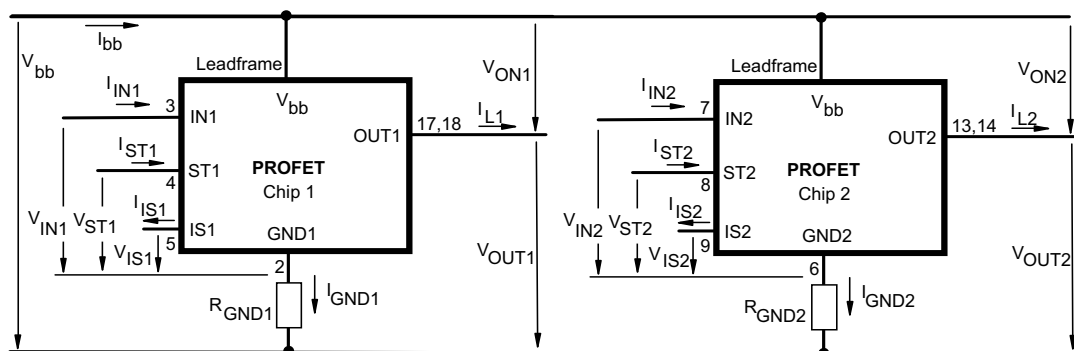 I_bb
V_bb
Leadframe
V_ON1
I_IN1
3
V_bb
IN1
I_L1
17,18
OUT1
I_ST1
PROFET
ST1
4
Chip 1
I_IS1
V_IN1
V_ST1
IS1
5
GND1
V_IS1
V_OUT1
2
R_GND1
I_GND1
Leadframe
V_ON2
I_IN2
7
V_bb
IN2
I_L2
13,14
OUT2
I_ST2
PROFET
ST2
8
Chip 2
I_IS2
V_IN2
V_ST2
IS2
9
GND2
V_IS2
V_OUT2
6
R_GND2
I_GND2